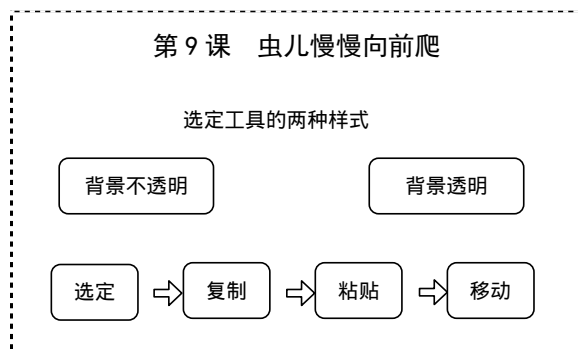 第9课 虫儿慢慢向前爬
选定工具的两种样式
背景不透明 背景透明
选定 复制 粘贴 移动